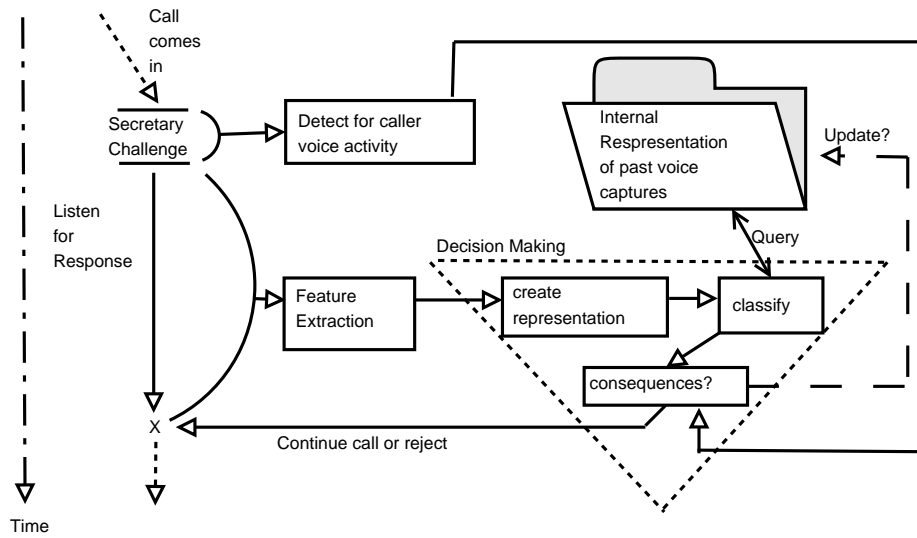 Call
comes
in
Secretary
Challenge
Detect for caller
voice activity
Internal
Respresentation
of past voice
captures
Update?
Listen
for
Response
Query
Decision Making
Feature
Extraction
create
representation
classify
consequences?
X
Continue call or reject
Time